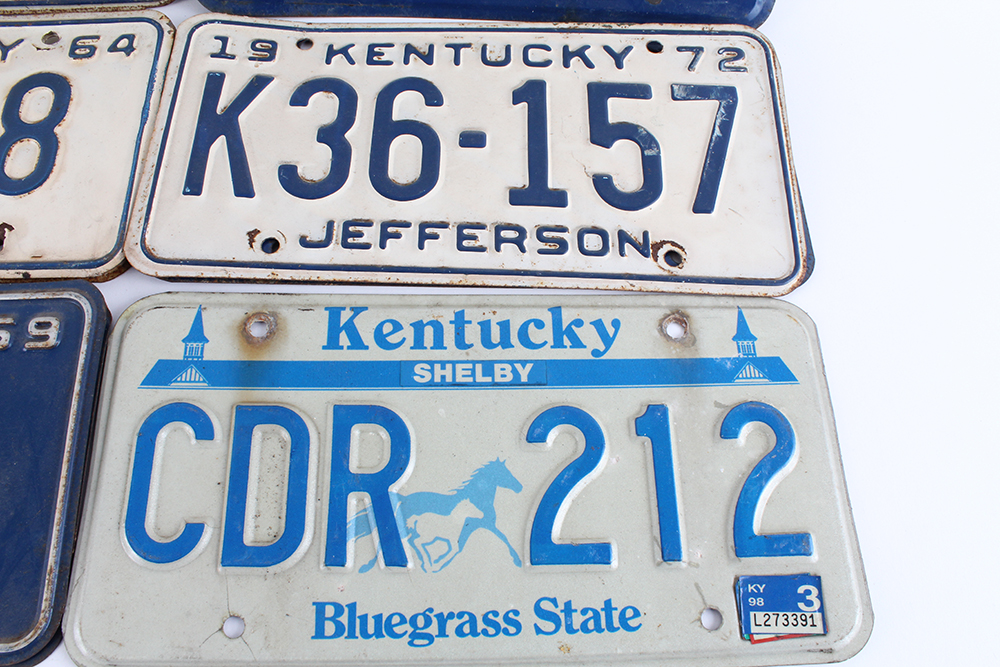 Y 64
8
19 KENTUCKY 72
K36-157
JEFFERSON
59
Kentucky
SHELBY
CDR 212
Bluegrass State
KY 3
98
L273391